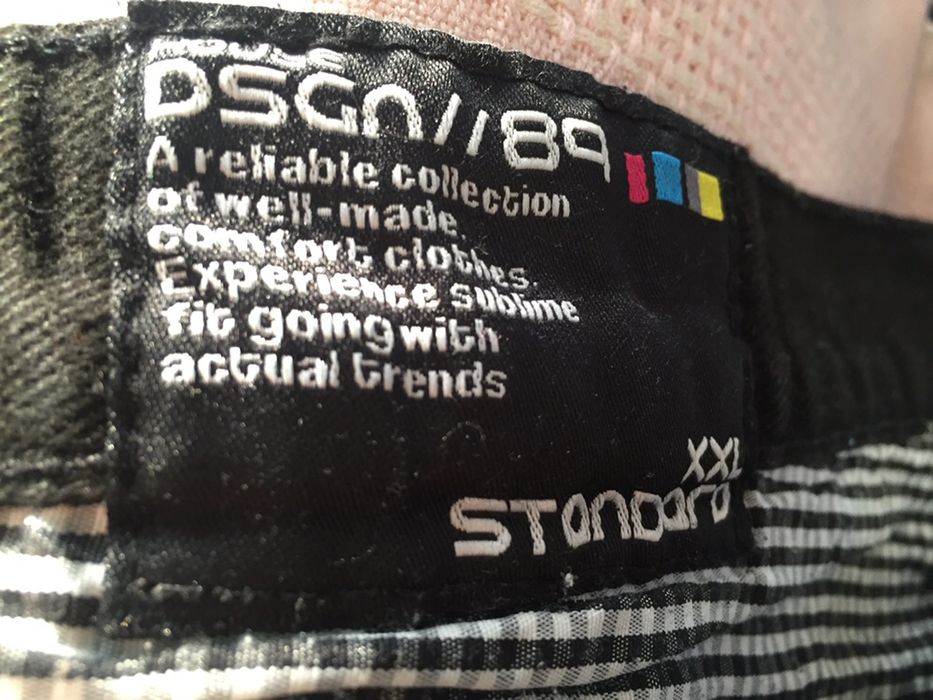 DSGN//89
A reliable collection
of well-made
comfort clothes.
Experience sublime
fit going with
actual trends
XXL
STANDARD